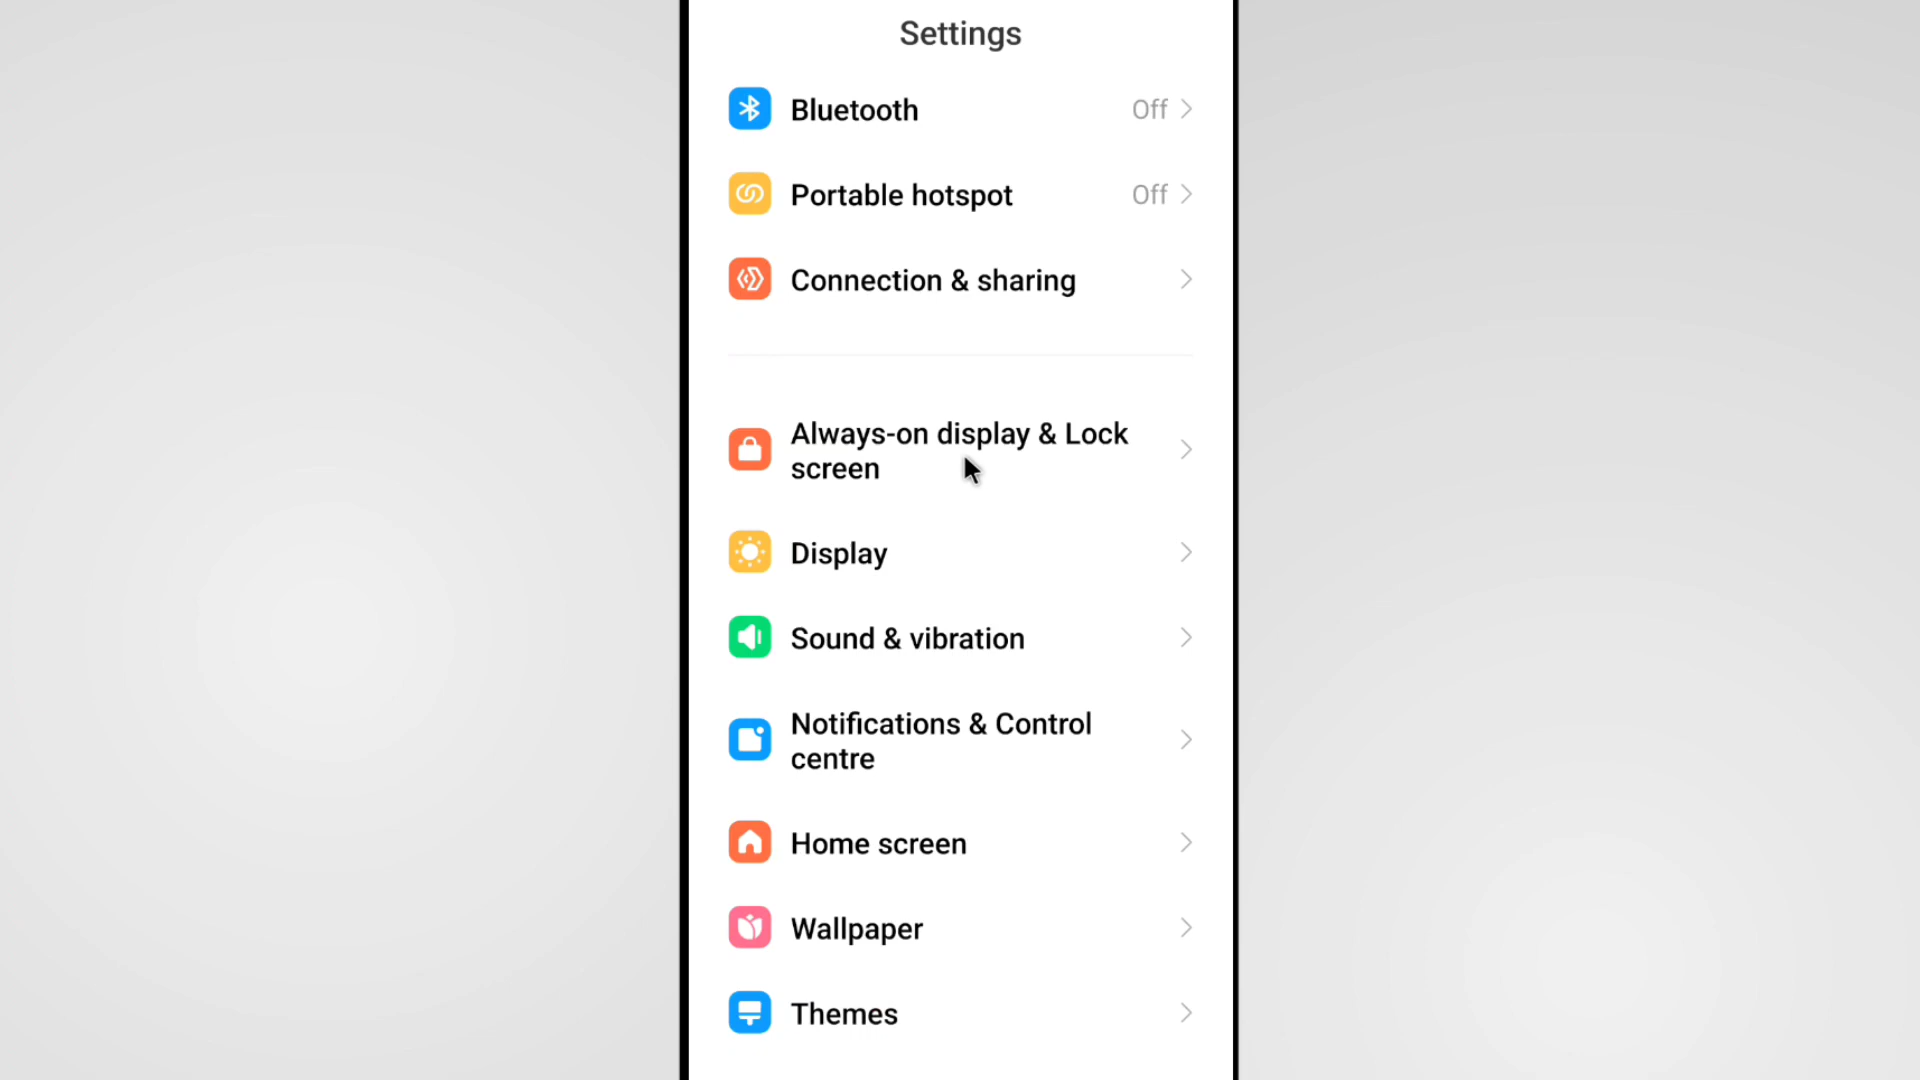 Settings
Bluetooth Off
Portable hotspot Off
Connection & sharing
Always-on display & Lock
screen
Display
Sound & vibration
Notifications & Control
centre
Home screen
Wallpaper
Themes